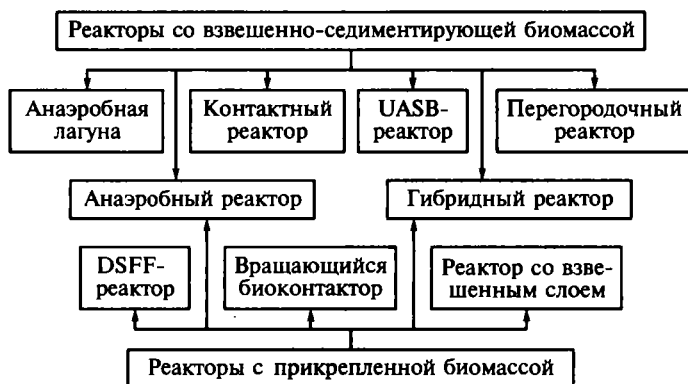 Реакторы со взвешенно-седиментирующей биомассой
Анаэробная
лагуна
Контактный
реактор
UASB-
реактор
Перегородочный
реактор
Анаэробный реактор
Гибридный реактор
DSFF-
реактор
Вращающийся
биоконтактор
Реактор со взве-
шенным слоем
Реакторы с прикрепленной биомассой